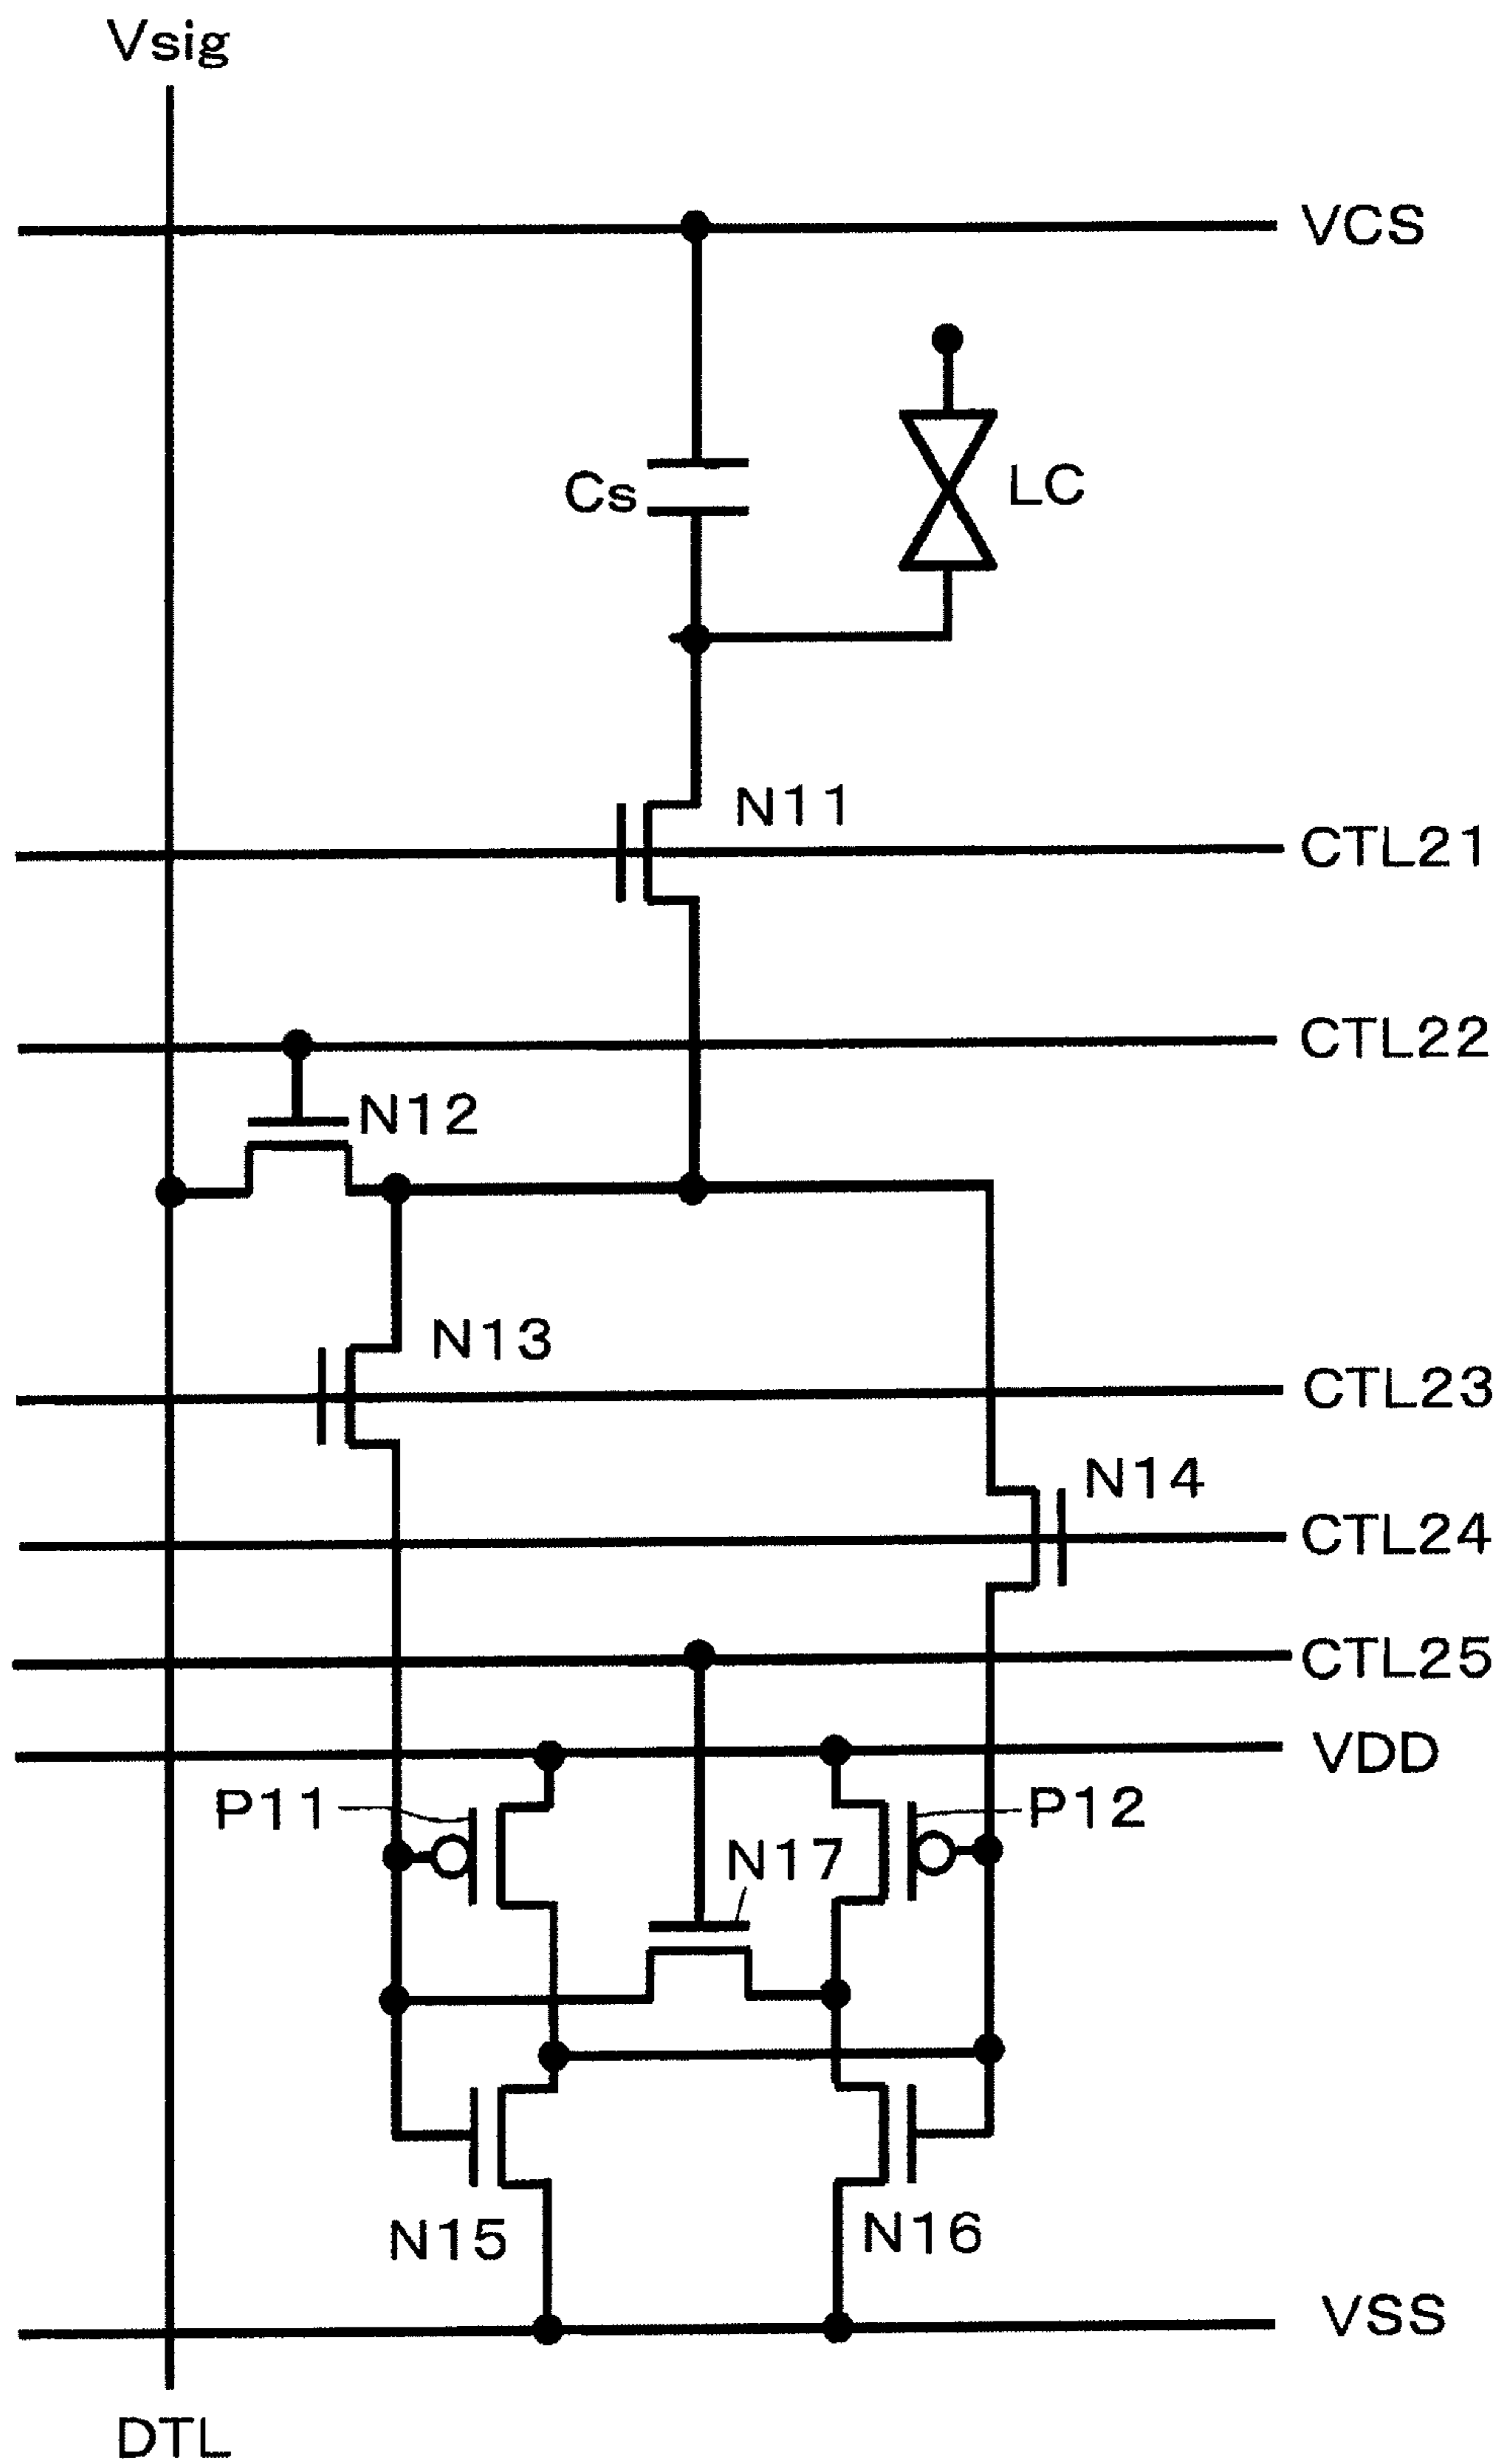 Vsig
VCS
Cs
LC
N11
CTL21
CTL22
N12
N13
CTL23
N14
CTL24
CTL25
VDD
P11
P12
N17
N15
N16
VSS
DTL